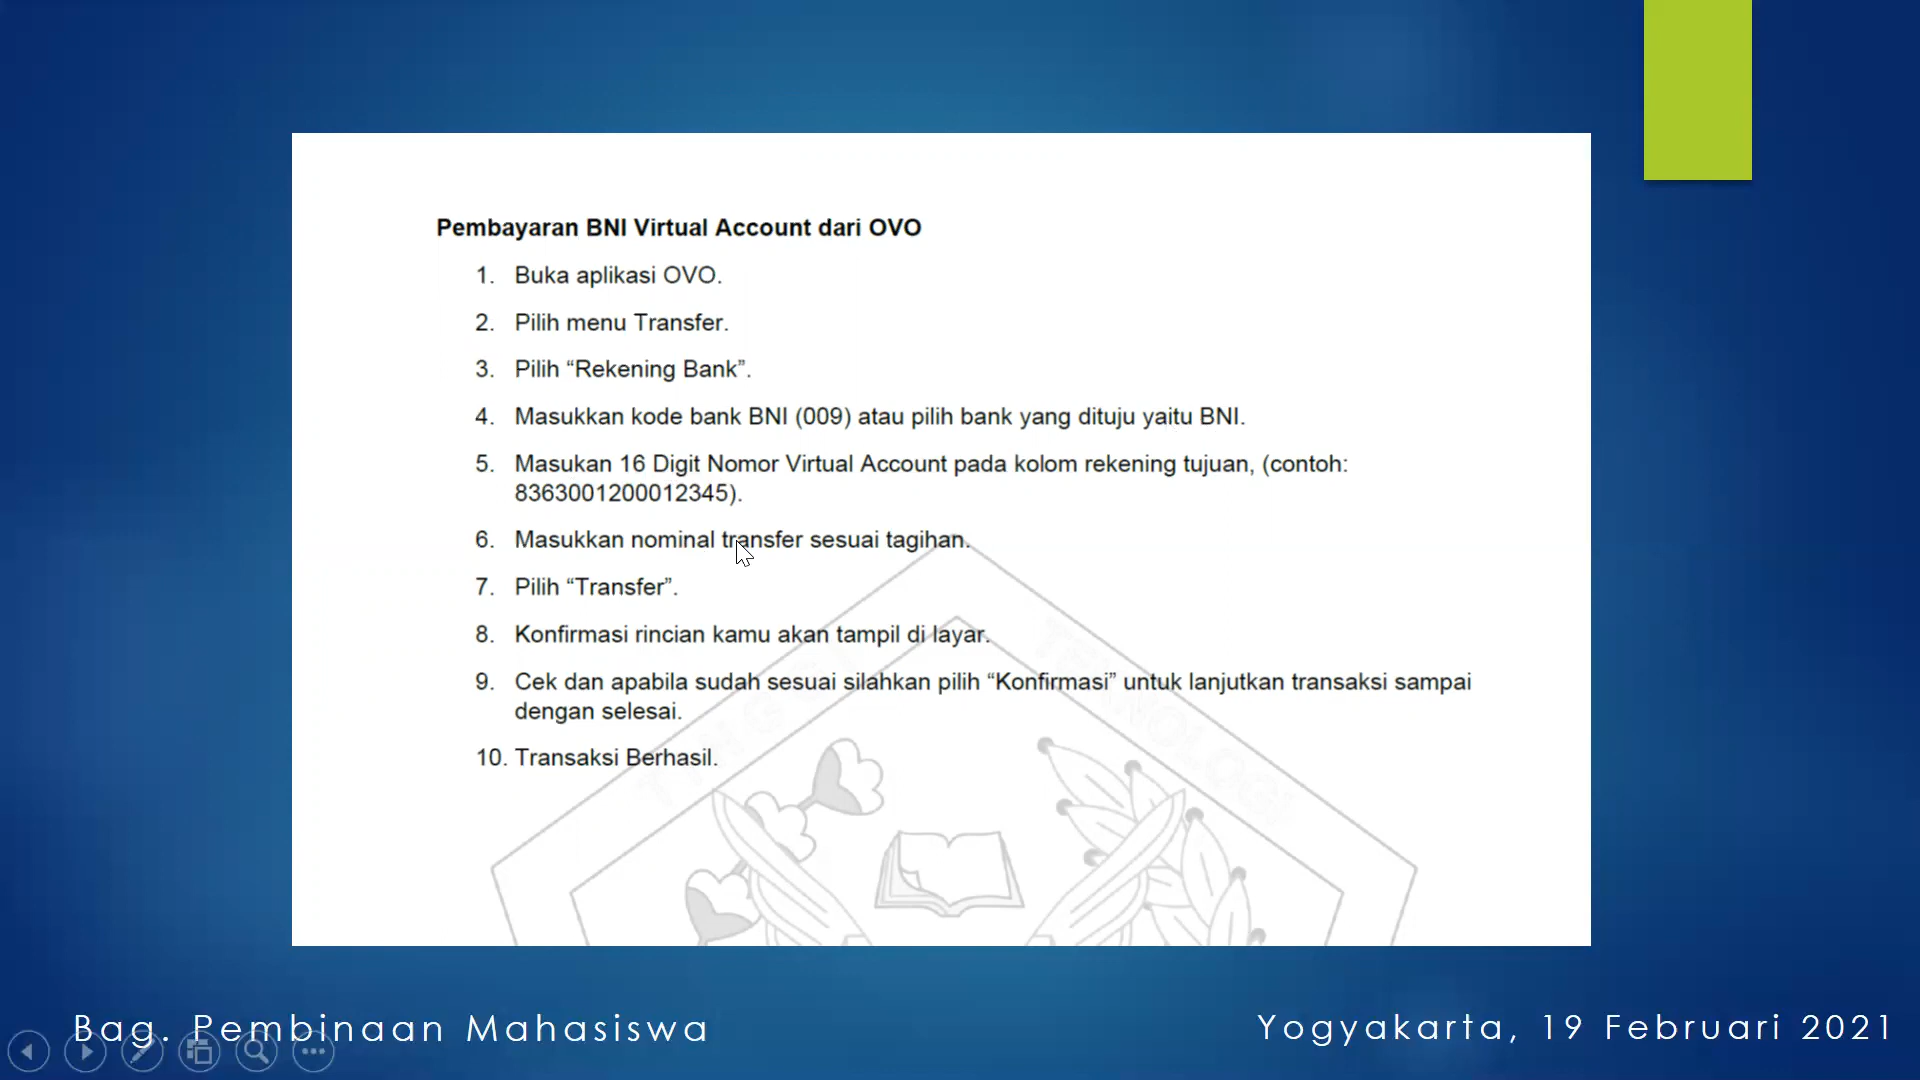 Pembayaran BNI Virtual Account dari OVO
1. Buka aplikasi OVO.
2. Pilih menu Transfer.
3. Pilih “Rekening Bank”.
4. Masukkan kode bank BNI (009) atau pilih bank yang dituju yaitu BNI.
5. Masukan 16 Digit Nomor Virtual Account pada kolom rekening tujuan, (contoh:
8363001200012345).
6. Masukkan nominal transfer sesuai tagihan.
7. Pilih “Transfer”.
8. Konfirmasi rincian kamu akan tampil di layar.
9. Cek dan apabila sudah sesuai silahkan pilih “Konfirmasi” untuk lanjutkan transaksi sampai
dengan selesai.
10. Transaksi Berhasil.
TEKNOLOGI
Bag. Pembinaan Mahasiswa
Yogyakarta, 19 Februari 2021